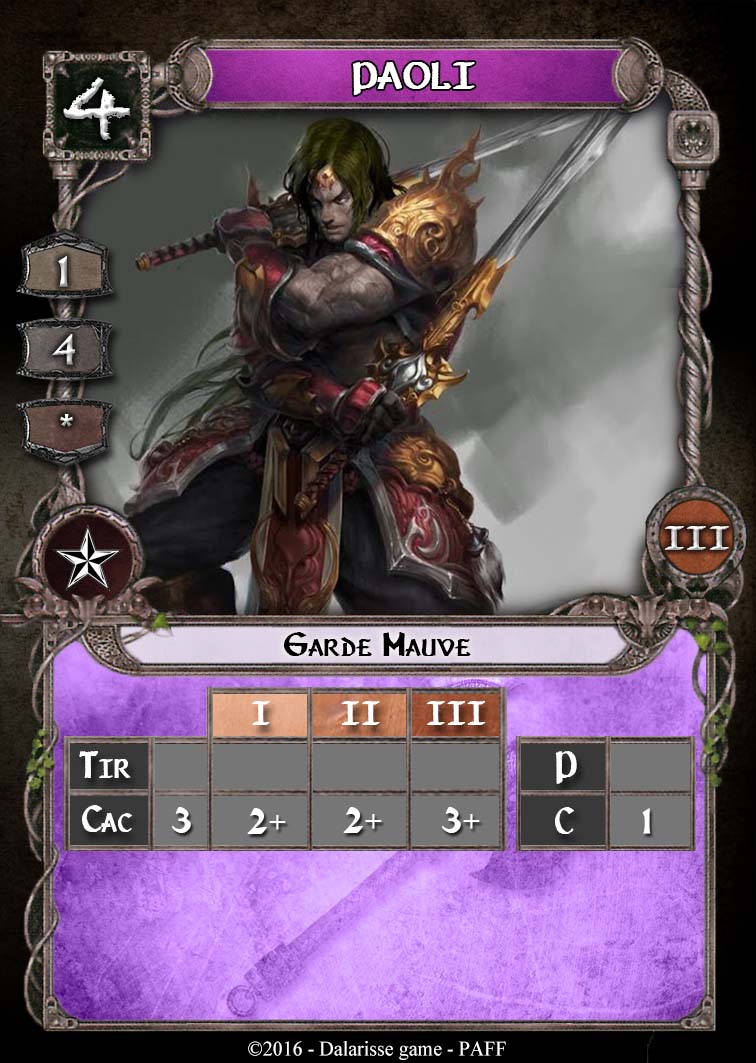 4
PAOLI
1
4
*
III
GARDE MAUVE
I II III
TIR
P
CAC 3 2+ 2+ 3+
C 1
©2016 - Dalarisse game - PAFF